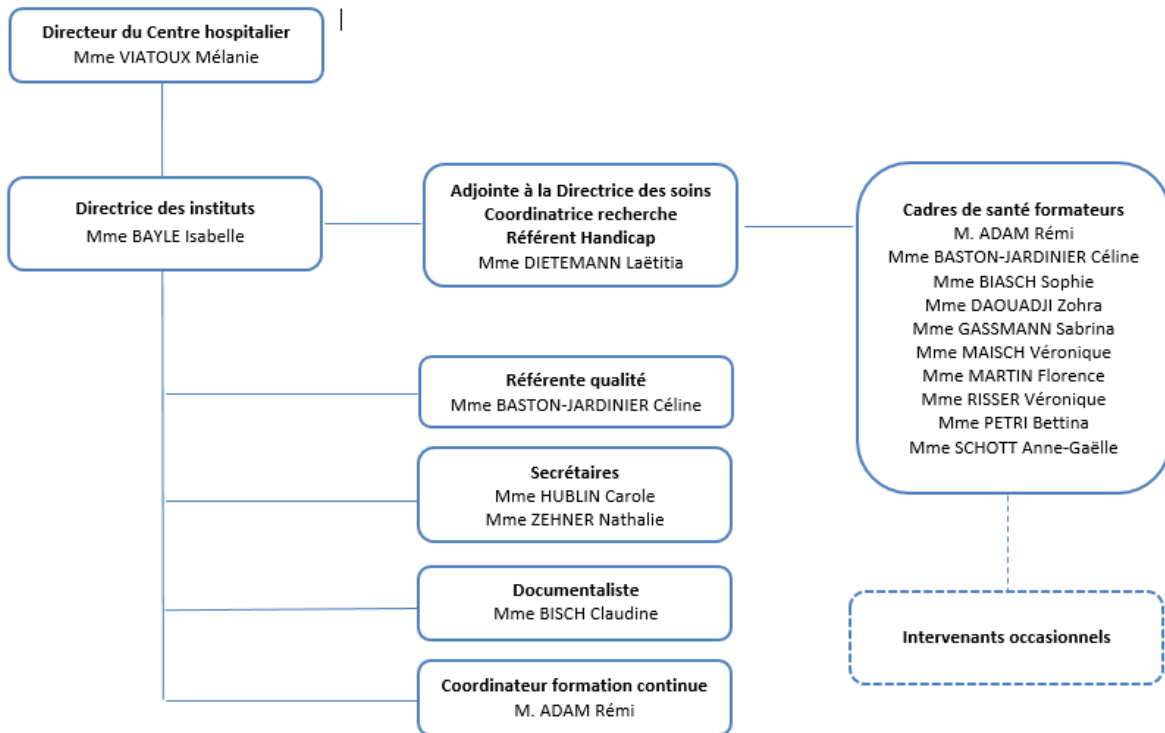 Directeur du Centre hospitalier
Mme VIATOUX Mélanie
Directrice des instituts
Mme BAYLE Isabelle
Adjointe à la Directrice des soins
Coordinatrice recherche
Référent Handicap
Mme DIETEMANN Laëtitia
Cadres de santé formateurs
M. ADAM Rémi
Mme BASTON-JARDINIER Céline
Mme BIASCH Sophie
Mme DAOUADJI Zohra
Mme GASSMANN Sabrina
Mme MAISCH Véronique
Mme MARTIN Florence
Mme RISSER Véronique
Mme PETRI Bettina
Mme SCHOTT Anne-Gaëlle
Référente qualité
Mme BASTON-JARDINIER Céline
Secrétaires
Mme HUBLIN Carole
Mme ZEHNER Nathalie
Documentaliste
Mme BISCH Claudine
Intervenants occasionnels
Coordinateur formation continue
M. ADAM Rémi